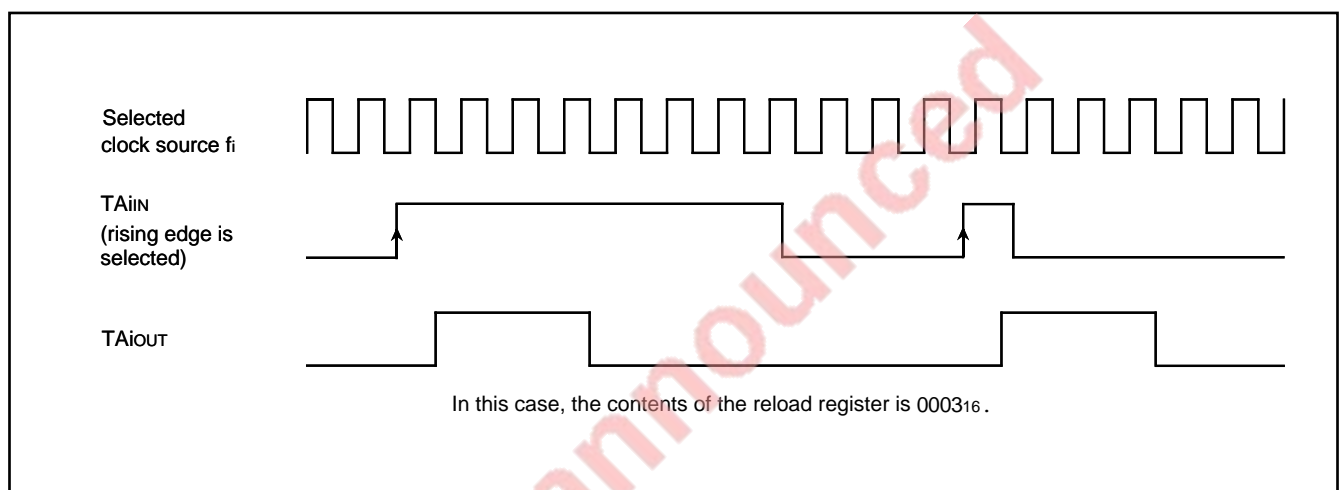 Selected
clock source fi
TAiIN
(rising edge is
selected)
TAiOUT
In this case, the contents of the reload register is 000316.
announced